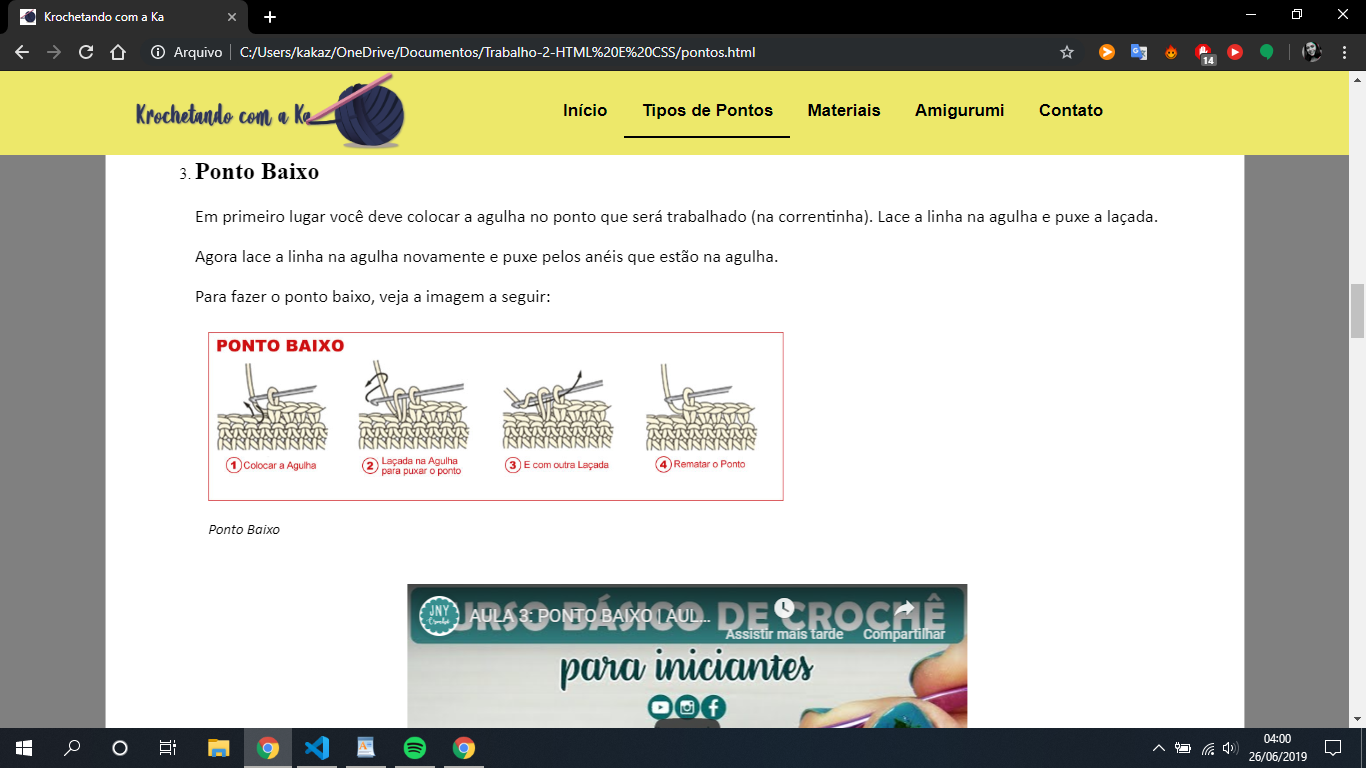 Krochetando com a Ka
Arquivo
C:/Users/kakaz/OneDrive/Documentos/Trabalho-2-HTML%20E%20CSS/pontos.html
14
Krochetando com a Ka
Início
Tipos de Pontos
Materiais
Amigurumi
Contato
3. Ponto Baixo
Em primeiro lugar você deve colocar a agulha no ponto que será trabalhado (na correntinha). Lace a linha na agulha e puxe a laçada.
Agora lace a linha na agulha novamente e puxe pelos anéis que estão na agulha.
Para fazer o ponto baixo, veja a imagem a seguir:
PONTO BAIXO
1 Colocar a Agulha
2 Laçada na Agulha
para puxar o ponto
3 E com outra Laçada
4 Rematar o Ponto
Ponto Baixo
JNY
Crochê
AULA 3: PONTO BAIXO | AUL...
URSO BÁSICO DE CROCHÊ
Assistir mais tarde
Compartilhar
para iniciantes
04:00
26/06/2019